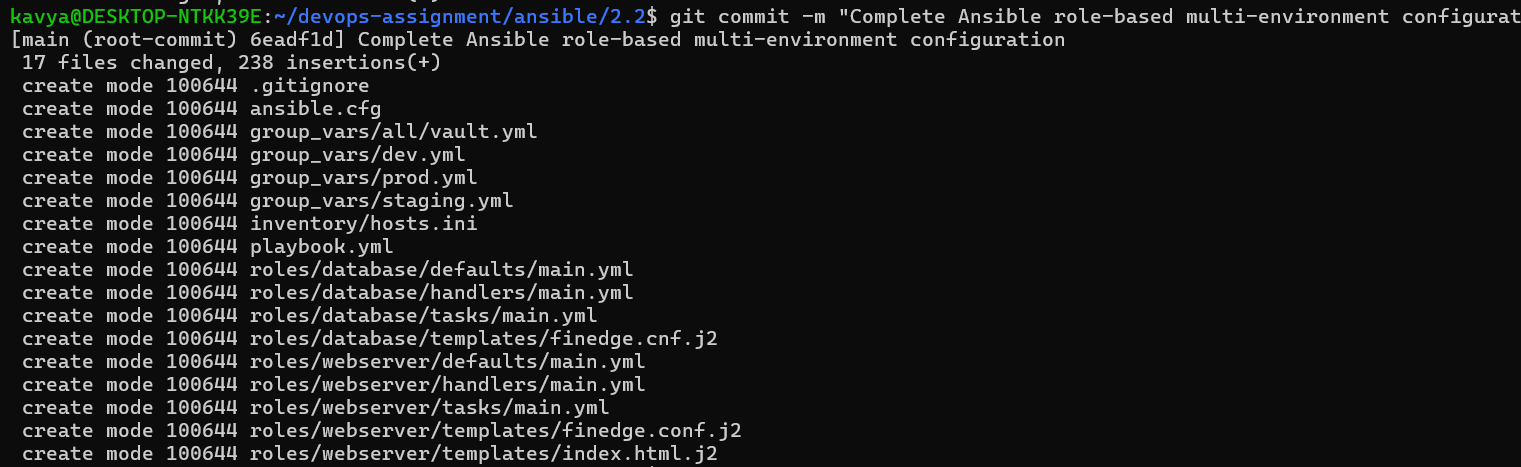 kavya@DESKTOP-NTKK39E:~/devops-assignment/ansible/2.2$ git commit -m "Complete Ansible role-based multi-environment configurat
[main (root-commit) 6eadf1d] Complete Ansible role-based multi-environment configuration
 17 files changed, 238 insertions(+)
 create mode 100644 .gitignore
 create mode 100644 ansible.cfg
 create mode 100644 group_vars/all/vault.yml
 create mode 100644 group_vars/dev.yml
 create mode 100644 group_vars/prod.yml
 create mode 100644 group_vars/staging.yml
 create mode 100644 inventory/hosts.ini
 create mode 100644 playbook.yml
 create mode 100644 roles/database/defaults/main.yml
 create mode 100644 roles/database/handlers/main.yml
 create mode 100644 roles/database/tasks/main.yml
 create mode 100644 roles/database/templates/finedge.cnf.j2
 create mode 100644 roles/webserver/defaults/main.yml
 create mode 100644 roles/webserver/handlers/main.yml
 create mode 100644 roles/webserver/tasks/main.yml
 create mode 100644 roles/webserver/templates/finedge.conf.j2
 create mode 100644 roles/webserver/templates/index.html.j2